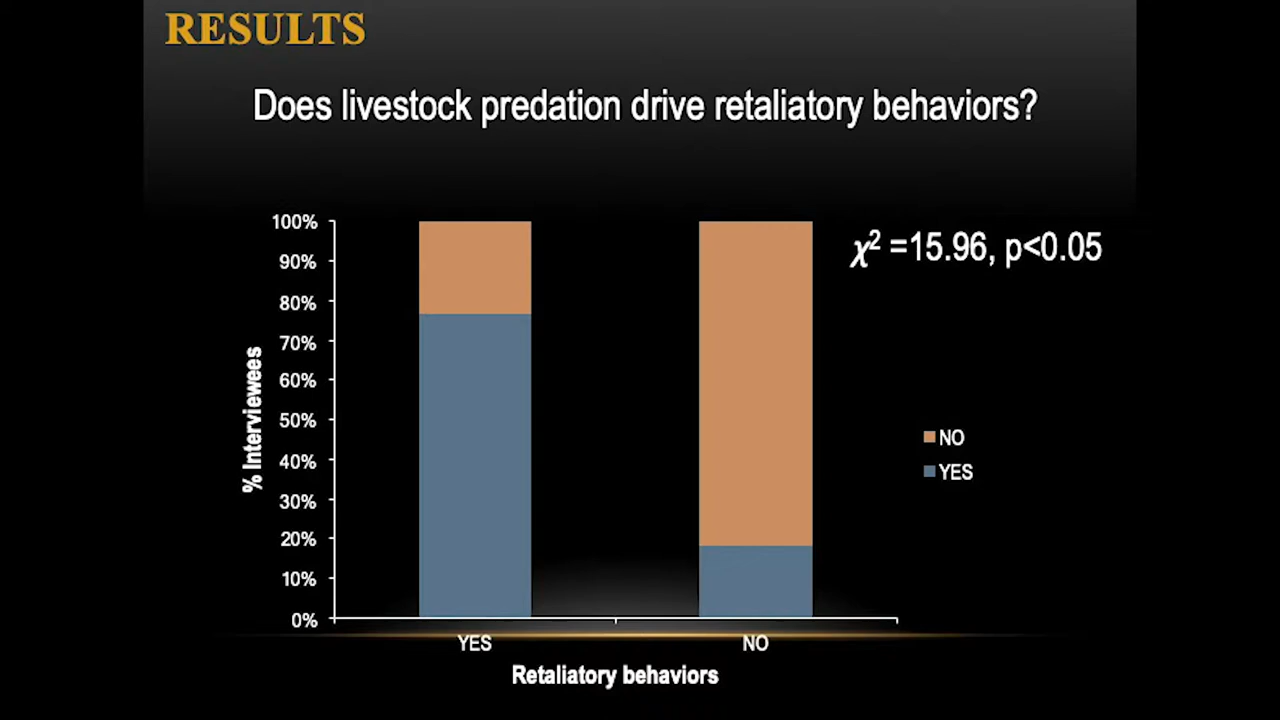 RESULTS
Does livestock predation drive retaliatory behaviors?
100%
90%
80%
70%
60%
50%
40%
30%
20%
10%
0%
% Interviewees
χ² =15.96, p<0.05
NO
YES
YES
NO
Retaliatory behaviors